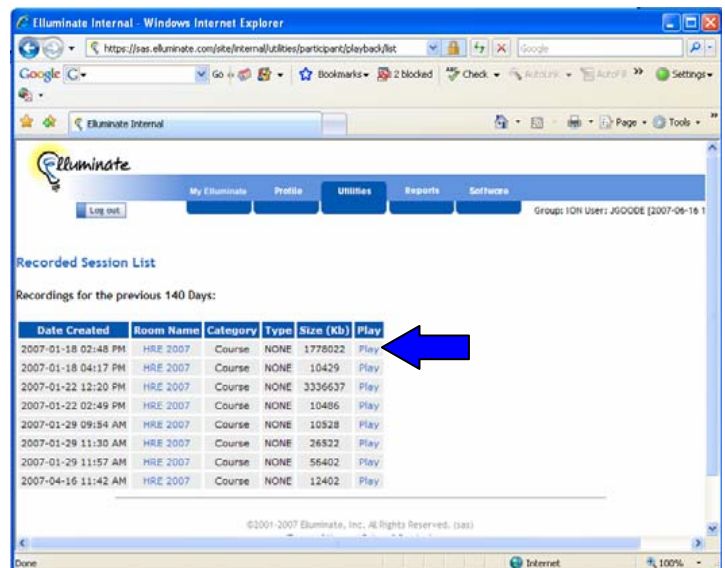 Elluminate Internal - Windows Internet Explorer
https://sas.elluminate.com/site/internal/utilities/participant/playback/list
Google
Google G Go Bookmarks 2 blocked Check AutoLink AutoFill Settings
Elluminate Internal Page Tools
Elluminate
My Elluminate Profile Utilities Reports Software
Log out Group: ION User: JGOODE [2007-06-16 1
Recorded Session List
Recordings for the previous 140 Days:
Date Created Room Name Category Type Size (Kb) Play
2007-01-18 02:48 PM HRE 2007 Course NONE 1778022 Play
2007-01-18 04:17 PM HRE 2007 Course NONE 10429 Play
2007-01-22 12:20 PM HRE 2007 Course NONE 3336637 Play
2007-01-22 02:49 PM HRE 2007 Course NONE 10486 Play
2007-01-29 09:54 AM HRE 2007 Course NONE 10528 Play
2007-01-29 11:30 AM HRE 2007 Course NONE 26522 Play
2007-01-29 11:57 AM HRE 2007 Course NONE 56402 Play
2007-04-16 11:42 AM HRE 2007 Course NONE 12402 Play
©2001-2007 Elluminate, Inc. All Rights Reserved. (sas)
Done Internet 100%